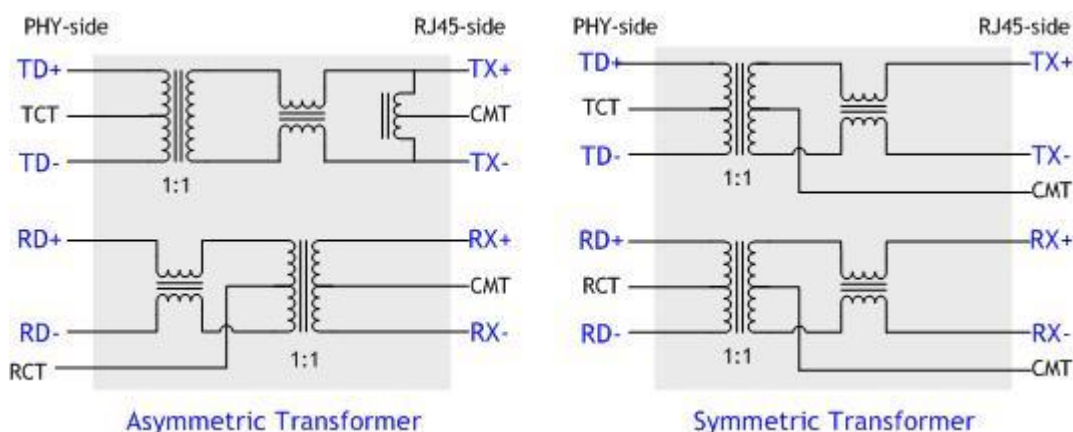 PHY-side
RJ45-side
TD+
TX+
TCT
CMT
TD-
TX-
1:1
RD+
RX+
CMT
RD-
RX-
RCT
1:1
Asymmetric Transformer
PHY-side
RJ45-side
TD+
TX+
TCT
TD-
TX-
1:1
CMT
RD+
RX+
RCT
RD-
RX-
1:1
CMT
Symmetric Transformer